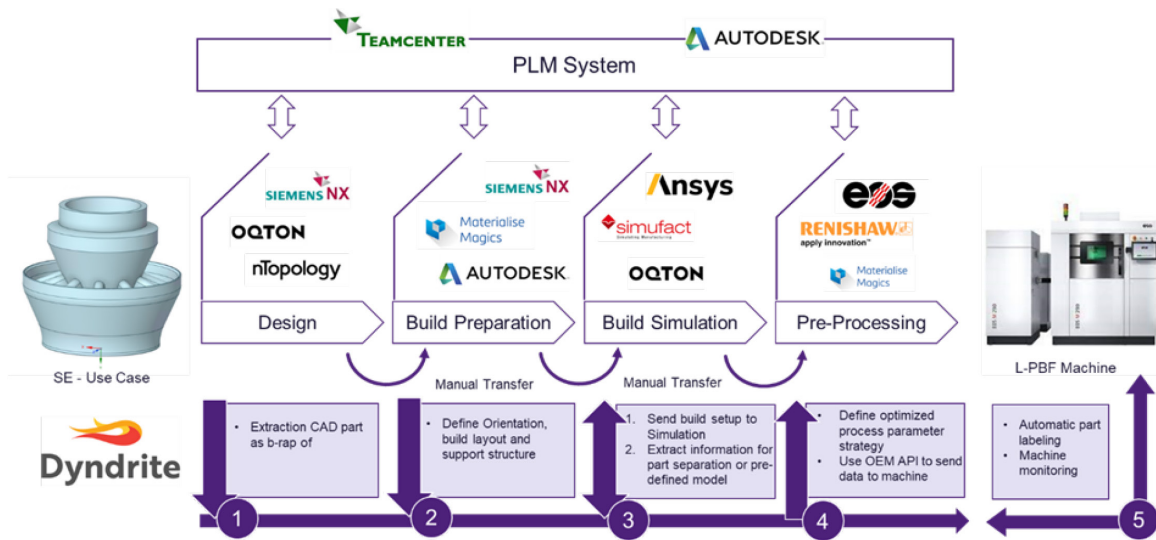 TEAMCENTER
AUTODESK
PLM System
SIEMENS NX
OQTON
nTopology
Design
SIEMENS NX
Materialise
Magics
AUTODESK
Build Preparation
Ansys
simufact
OQTON
Build Simulation
eos
RENISHAW
apply innovation™
Materialise
Magics
Pre-Processing
SE - Use Case
L-PBF Machine
Manual Transfer
Manual Transfer
Dyndrite
• Extraction CAD part
as b-rap of
• Define Orientation,
build layout and
support structure
1. Send build setup to
Simulation
2. Extract information for
part separation or pre-
defined model
• Define optimized
process parameter
strategy
• Use OEM API to send
data to machine
• Automatic part
labeling
• Machine
monitoring
1
2
3
4
5